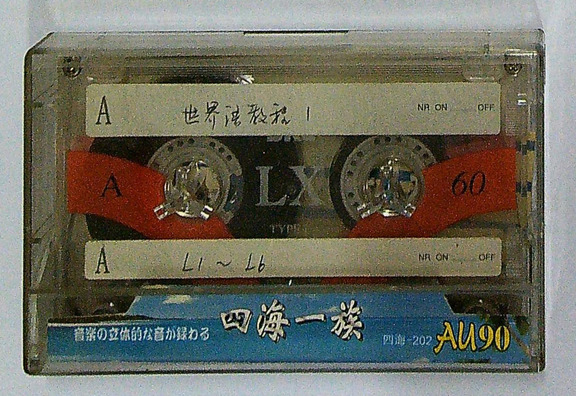 A 世界语教程 1 NR ON OFF
LX
A 60
TYPE
A L1~L6 NR ON OFF
四海一族
音楽の立体的な音が録わる 四海-202 AU90